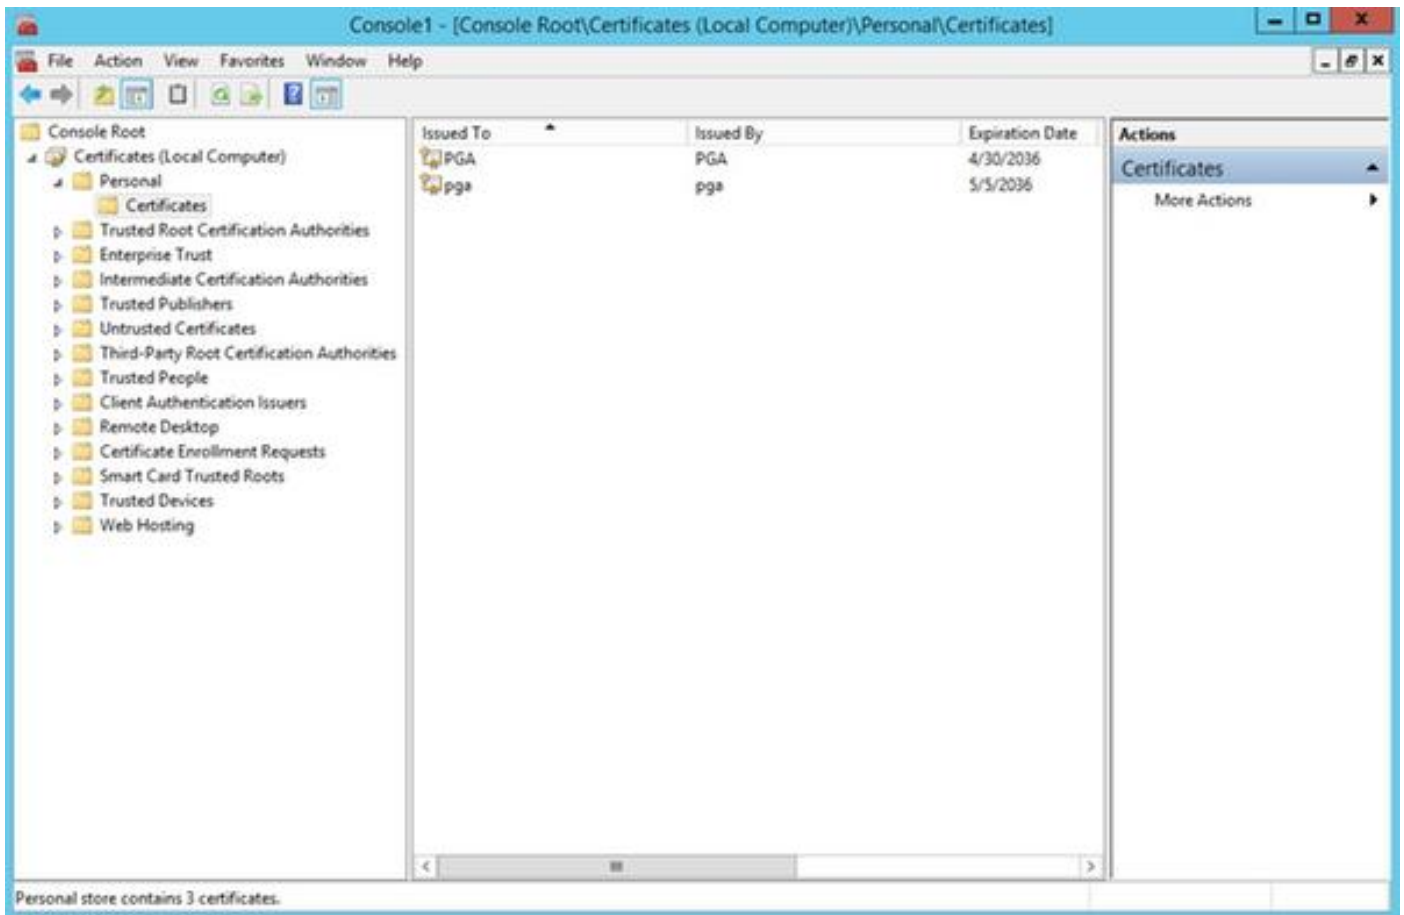 Console1 - [Console Root\Certificates (Local Computer)\Personal\Certificates]
File Action View Favorites Window Help
Console Root
Certificates (Local Computer)
Personal
Certificates
Trusted Root Certification Authorities
Enterprise Trust
Intermediate Certification Authorities
Trusted Publishers
Untrusted Certificates
Third-Party Root Certification Authorities
Trusted People
Client Authentication Issuers
Remote Desktop
Certificate Enrollment Requests
Smart Card Trusted Roots
Trusted Devices
Web Hosting
Issued To Issued By Expiration Date
PGA PGA 4/30/2036
pga pga 5/5/2036
Actions
Certificates
More Actions
Personal store contains 3 certificates.